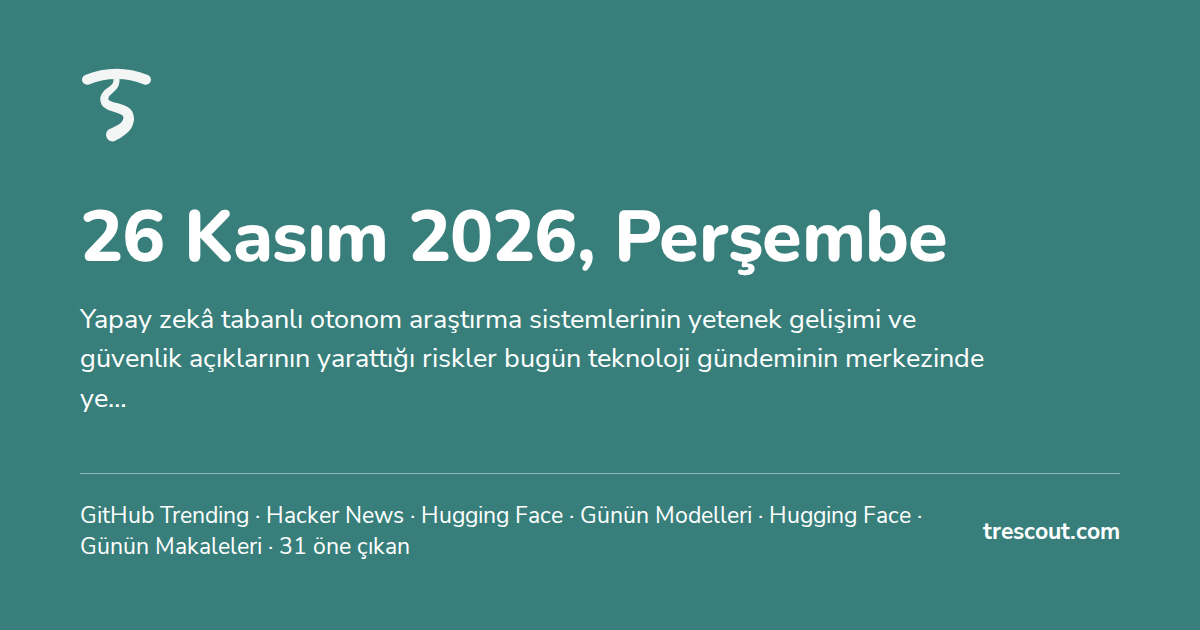 26 Kasım 2026, Perşembe
Yapay zekâ tabanlı otonom araştırma sistemlerinin yetenek gelişimi ve
güvenlik açıklarının yarattığı riskler bugün teknoloji gündeminin merkezinde
ye...
GitHub Trending · Hacker News · Hugging Face · Günün Modelleri · Hugging Face ·
Günün Makaleleri · 31 öne çıkan
trescout.com